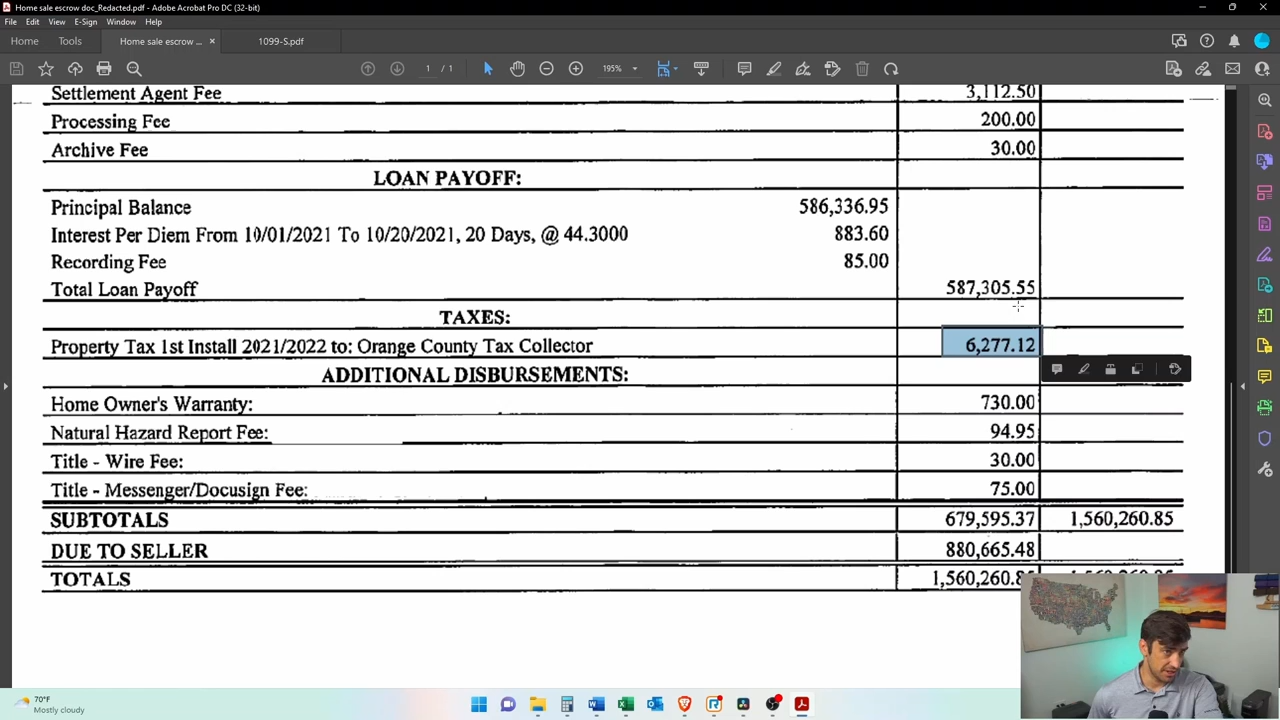 Home sale escrow doc_Redacted.pdf - Adobe Acrobat Pro DC (32-bit)
File Edit View E-Sign Window Help
Home Tools Home sale escrow ... × 1099-S.pdf
1 / 1 195%
Settlement Agent Fee 3,112.50
Processing Fee 200.00
Archive Fee 30.00
LOAN PAYOFF:
Principal Balance 586,336.95
Interest Per Diem From 10/01/2021 To 10/20/2021, 20 Days, @ 44.3000 883.60
Recording Fee 85.00
Total Loan Payoff 587,305.55
TAXES:
Property Tax 1st Install 2021/2022 to: Orange County Tax Collector 6,277.12
ADDITIONAL DISBURSEMENTS:
Home Owner's Warranty: 730.00
Natural Hazard Report Fee: 94.95
Title - Wire Fee: 30.00
Title - Messenger/Docusign Fee: 75.00
SUBTOTALS 679,595.37 1,560,260.85
DUE TO SELLER 880,665.48
TOTALS 1,560,260.85
70°F
Mostly cloudy